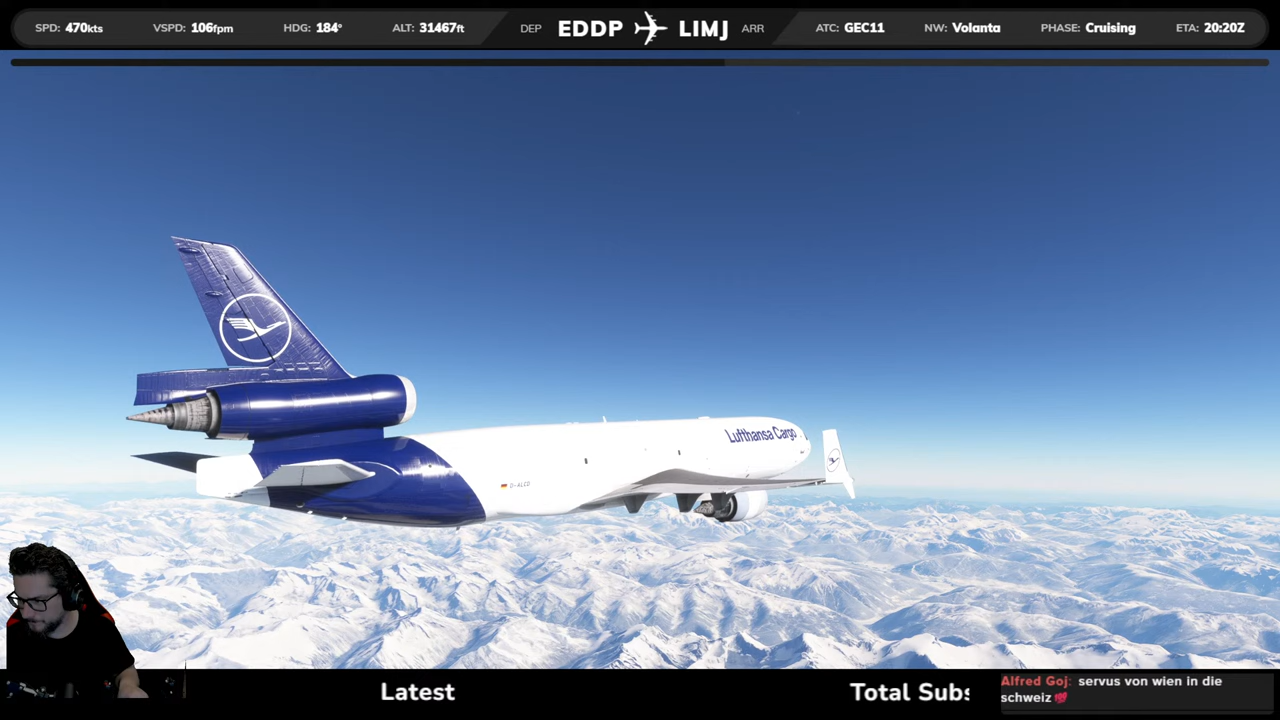 SPD: 470kts VSPD: 106fpm HDG: 184° ALT: 31467ft DEP EDDP LIMJ ARR ATC: GEC11 NW: Volanta PHASE: Cruising ETA: 20:20Z
Lufthansa Cargo
Latest
Total Subs
Alfred Goj: servus von wien in die
schweiz 💯